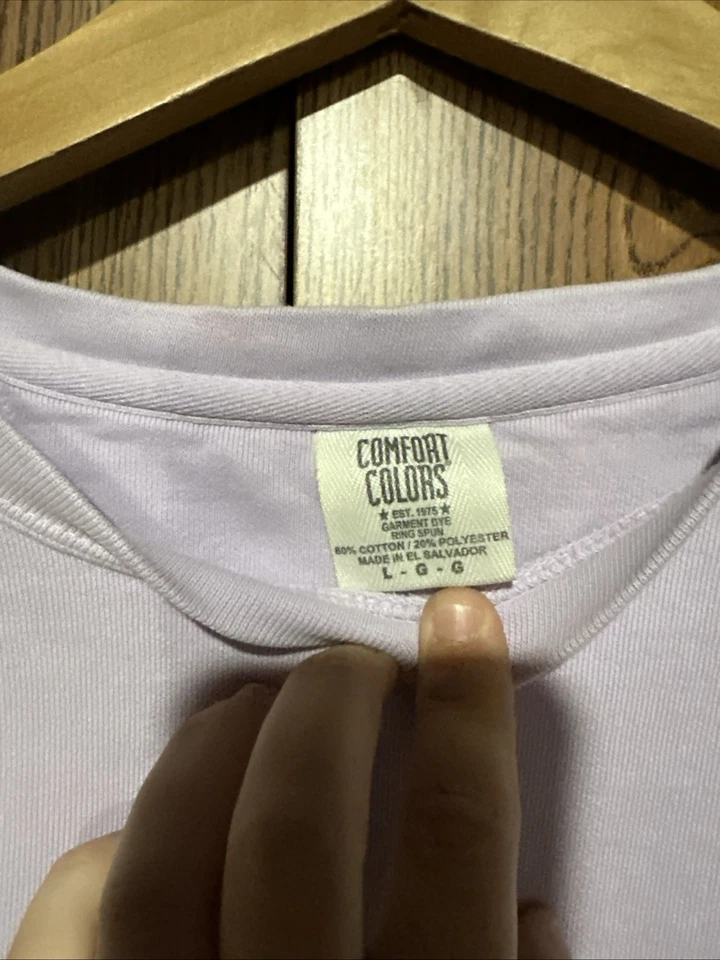 COMFORT
COLORS
★ EST. 1975 ★
GARMENT DYE
RING SPUN
80% COTTON / 20% POLYESTER
MADE IN EL SALVADOR
L - G - G